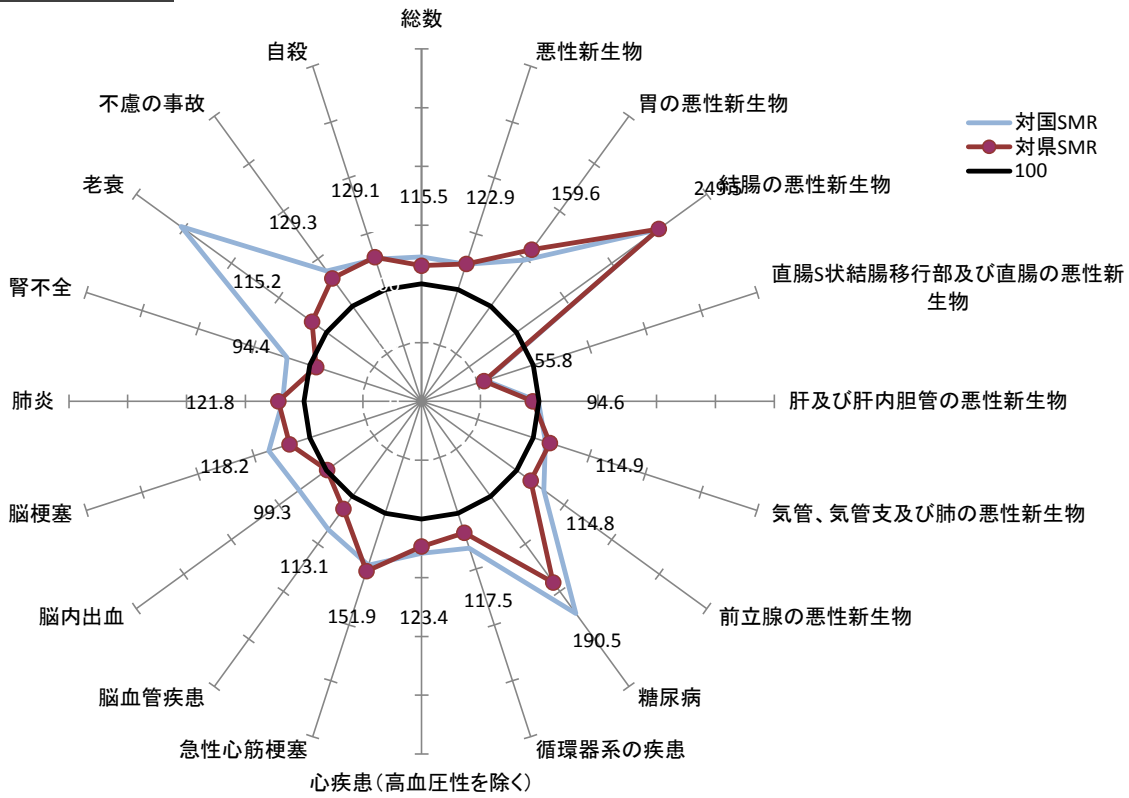 総数
悪性新生物
胃の悪性新生物
結腸の悪性新生物
直腸S状結腸移行部及び直腸の悪性新
生物
肝及び肝内胆管の悪性新生物
気管、気管支及び肺の悪性新生物
前立腺の悪性新生物
糖尿病
循環器系の疾患
心疾患(高血圧性を除く)
急性心筋梗塞
脳血管疾患
脳内出血
脳梗塞
肺炎
腎不全
老衰
不慮の事故
自殺
115.5
122.9
159.6
249.5
55.8
94.6
114.9
114.8
190.5
117.5
123.4
151.9
113.1
99.3
118.2
121.8
94.4
115.2
129.3
129.1
対国SMR
対県SMR
100